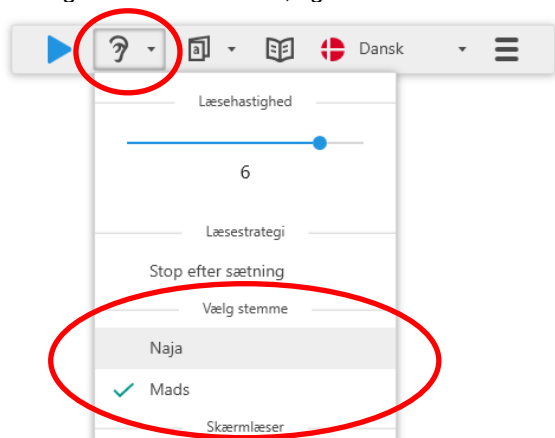 Dansk
Læsehastighed
6
Læsestrategi
Stop efter sætning
Vælg stemme
Naja
Mads
Skærmlæser